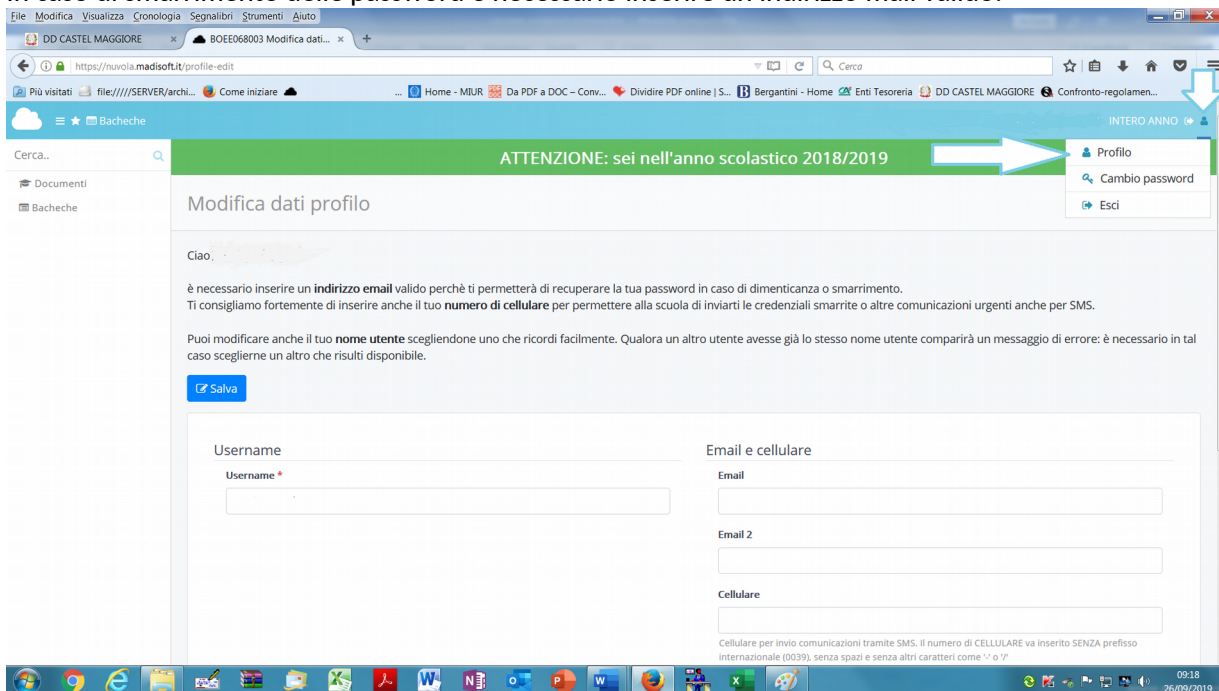 File Modifica Visualizza Cronologia Segnalibri Strumenti Aiuto
DD CASTEL MAGGIORE × BOEE068003 Modifica dati... × +
https://nuvola.madisoft.it/profile-edit Cerca
Più visitati file://///SERVER/archi... Come iniziare ... Home - MIUR Da PDF a DOC – Conv... Dividire PDF online | S... Bergantini - Home Enti Tesoreria DD CASTEL MAGGIORE Confronto-regolamen...
Bacheche INTERO ANNO
Cerca.. ATTENZIONE: sei nell'anno scolastico 2018/2019 Profilo
Documenti Cambio password
Bacheche Modifica dati profilo Esci
Ciao
è necessario inserire un indirizzo email valido perchè ti permetterà di recuperare la tua password in caso di dimenticanza o smarrimento.
Ti consigliamo fortemente di inserire anche il tuo numero di cellulare per permettere alla scuola di inviarti le credenziali smarrite o altre comunicazioni urgenti anche per SMS.
Puoi modificare anche il tuo nome utente scegliendone uno che ricordi facilmente. Qualora un altro utente avesse già lo stesso nome utente comparirà un messaggio di errore: è necessario in tal
caso sceglierne un altro che risulti disponibile.
Salva
Username Email e cellulare
Username * Email
Email 2
Cellulare
Cellulare per invio comunicazioni tramite SMS. Il numero di CELLULARE va inserito SENZA prefisso
internazionale (0039), senza spazi e senza altri caratteri come '-' o '/'
09:18
26/09/2019